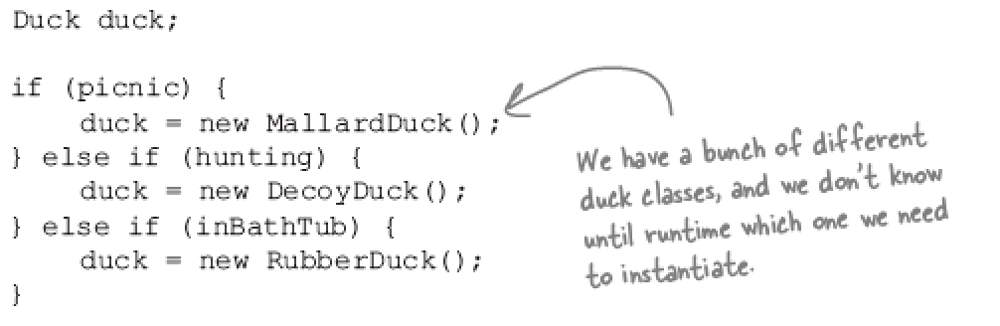 Duck duck;
if (picnic) {
duck = new MallardDuck();
} else if (hunting) {
duck = new DecoyDuck();
} else if (inBathTub) {
duck = new RubberDuck();
}
We have a bunch of different
duck classes, and we don't know
until runtime which one we need
to instantiate.